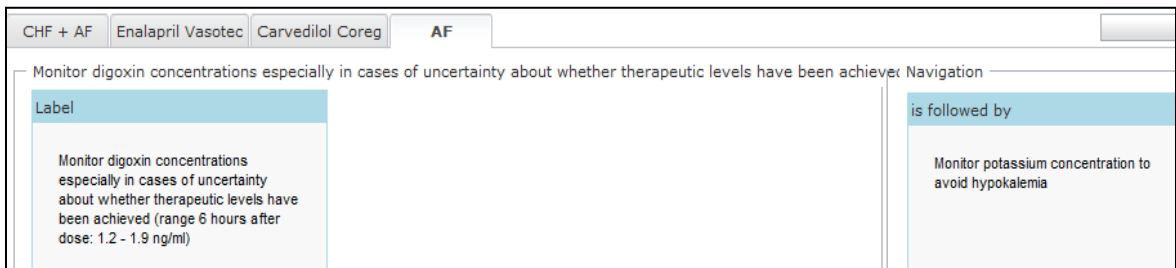 CHF + AF Enalapril Vasotec Carvedilol Coreg AF
Monitor digoxin concentrations especially in cases of uncertainty about whether therapeutic levels have been achieved
Label
Monitor digoxin concentrations
especially in cases of uncertainty
about whether therapeutic levels have
been achieved (range 6 hours after
dose: 1.2 - 1.9 ng/ml)
Navigation
is followed by
Monitor potassium concentration to
avoid hypokalemia